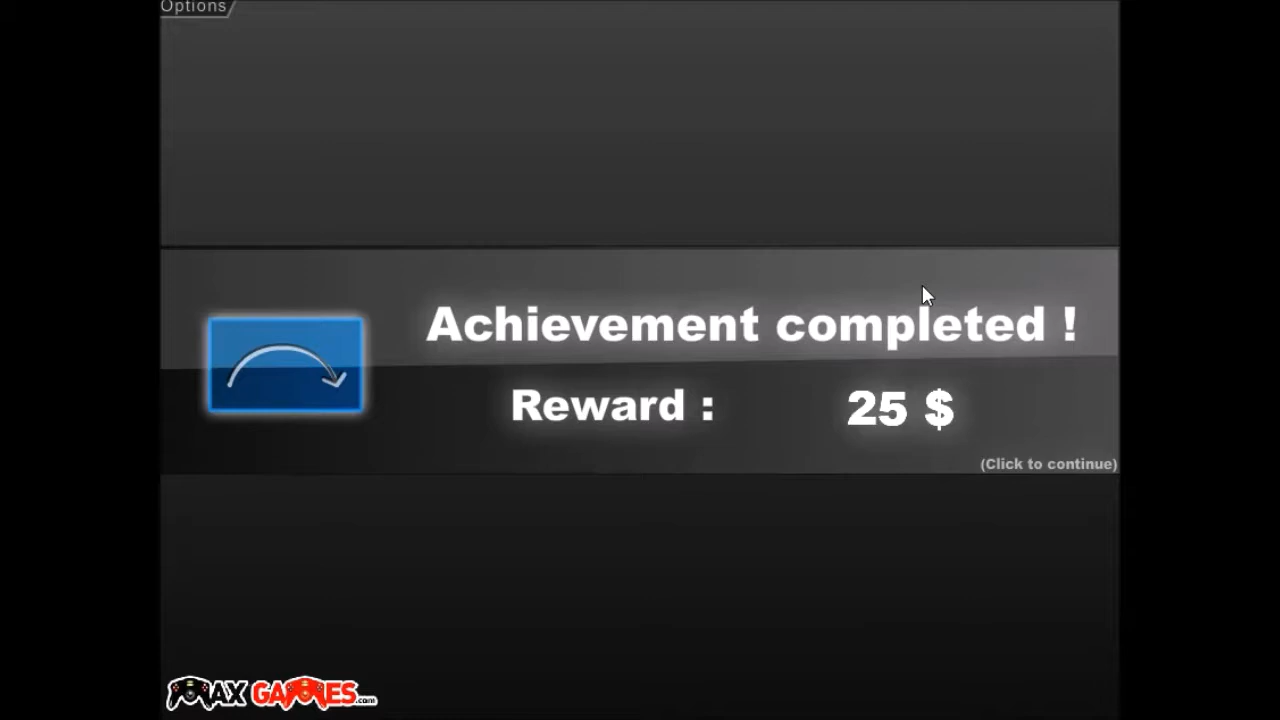 Options
Achievement completed !
Reward : 25 $
(Click to continue)
MAX GAMES.com